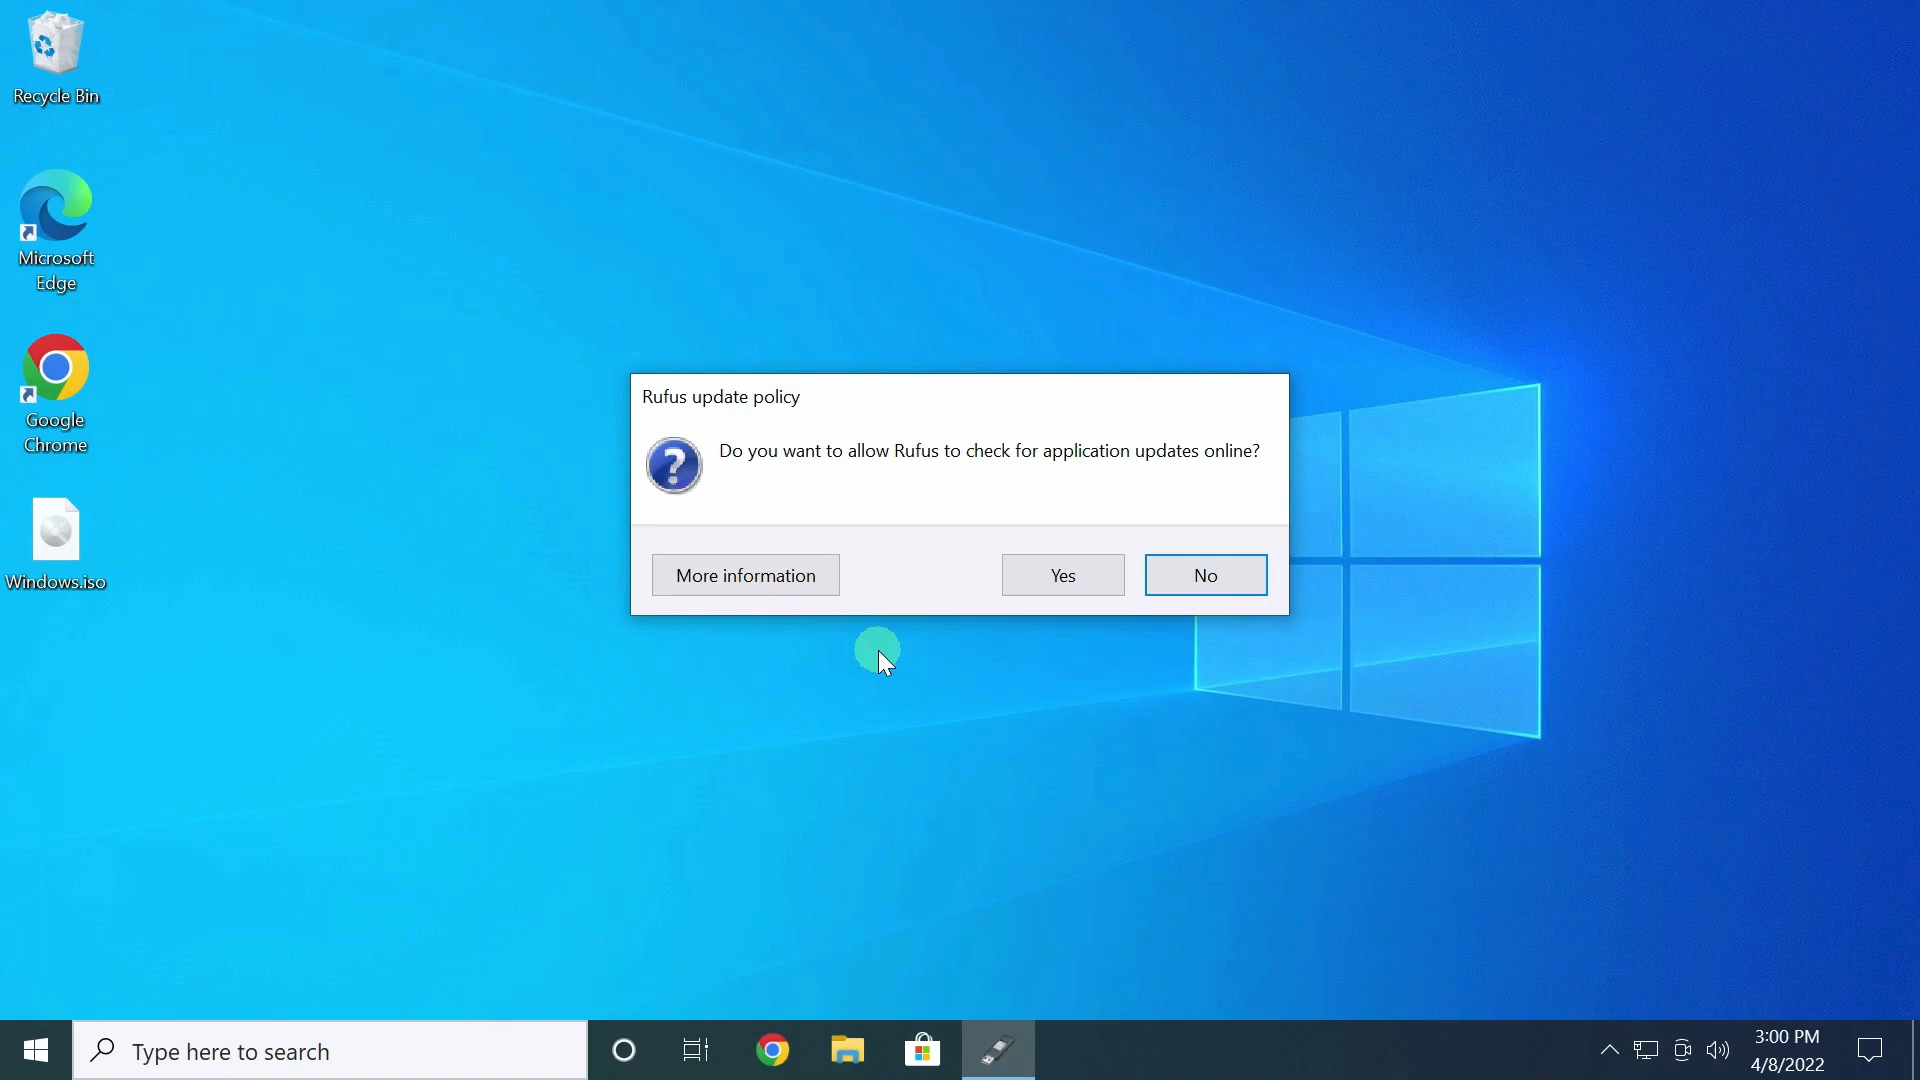 Recycle Bin
Microsoft
Edge
Google
Chrome
Windows.iso
Rufus update policy
Do you want to allow Rufus to check for application updates online?
More information
Yes
No
Type here to search
3:00 PM
4/8/2022